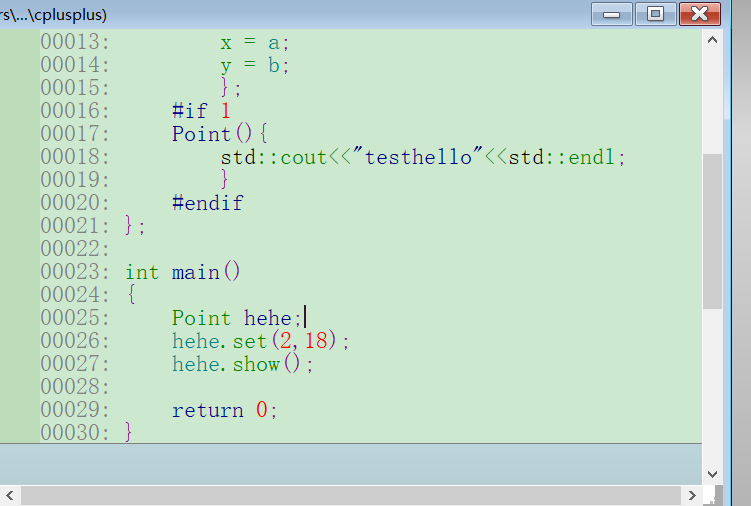 rs\...\cplusplus)
00013: x = a;
00014: y = b;
00015: };
00016: #if 1
00017: Point(){
00018: std::cout<<"testhello"<<std::endl;
00019: }
00020: #endif
00021: };
00022:
00023: int main()
00024: {
00025: Point hehe;
00026: hehe.set(2,18);
00027: hehe.show();
00028:
00029: return 0;
00030: }